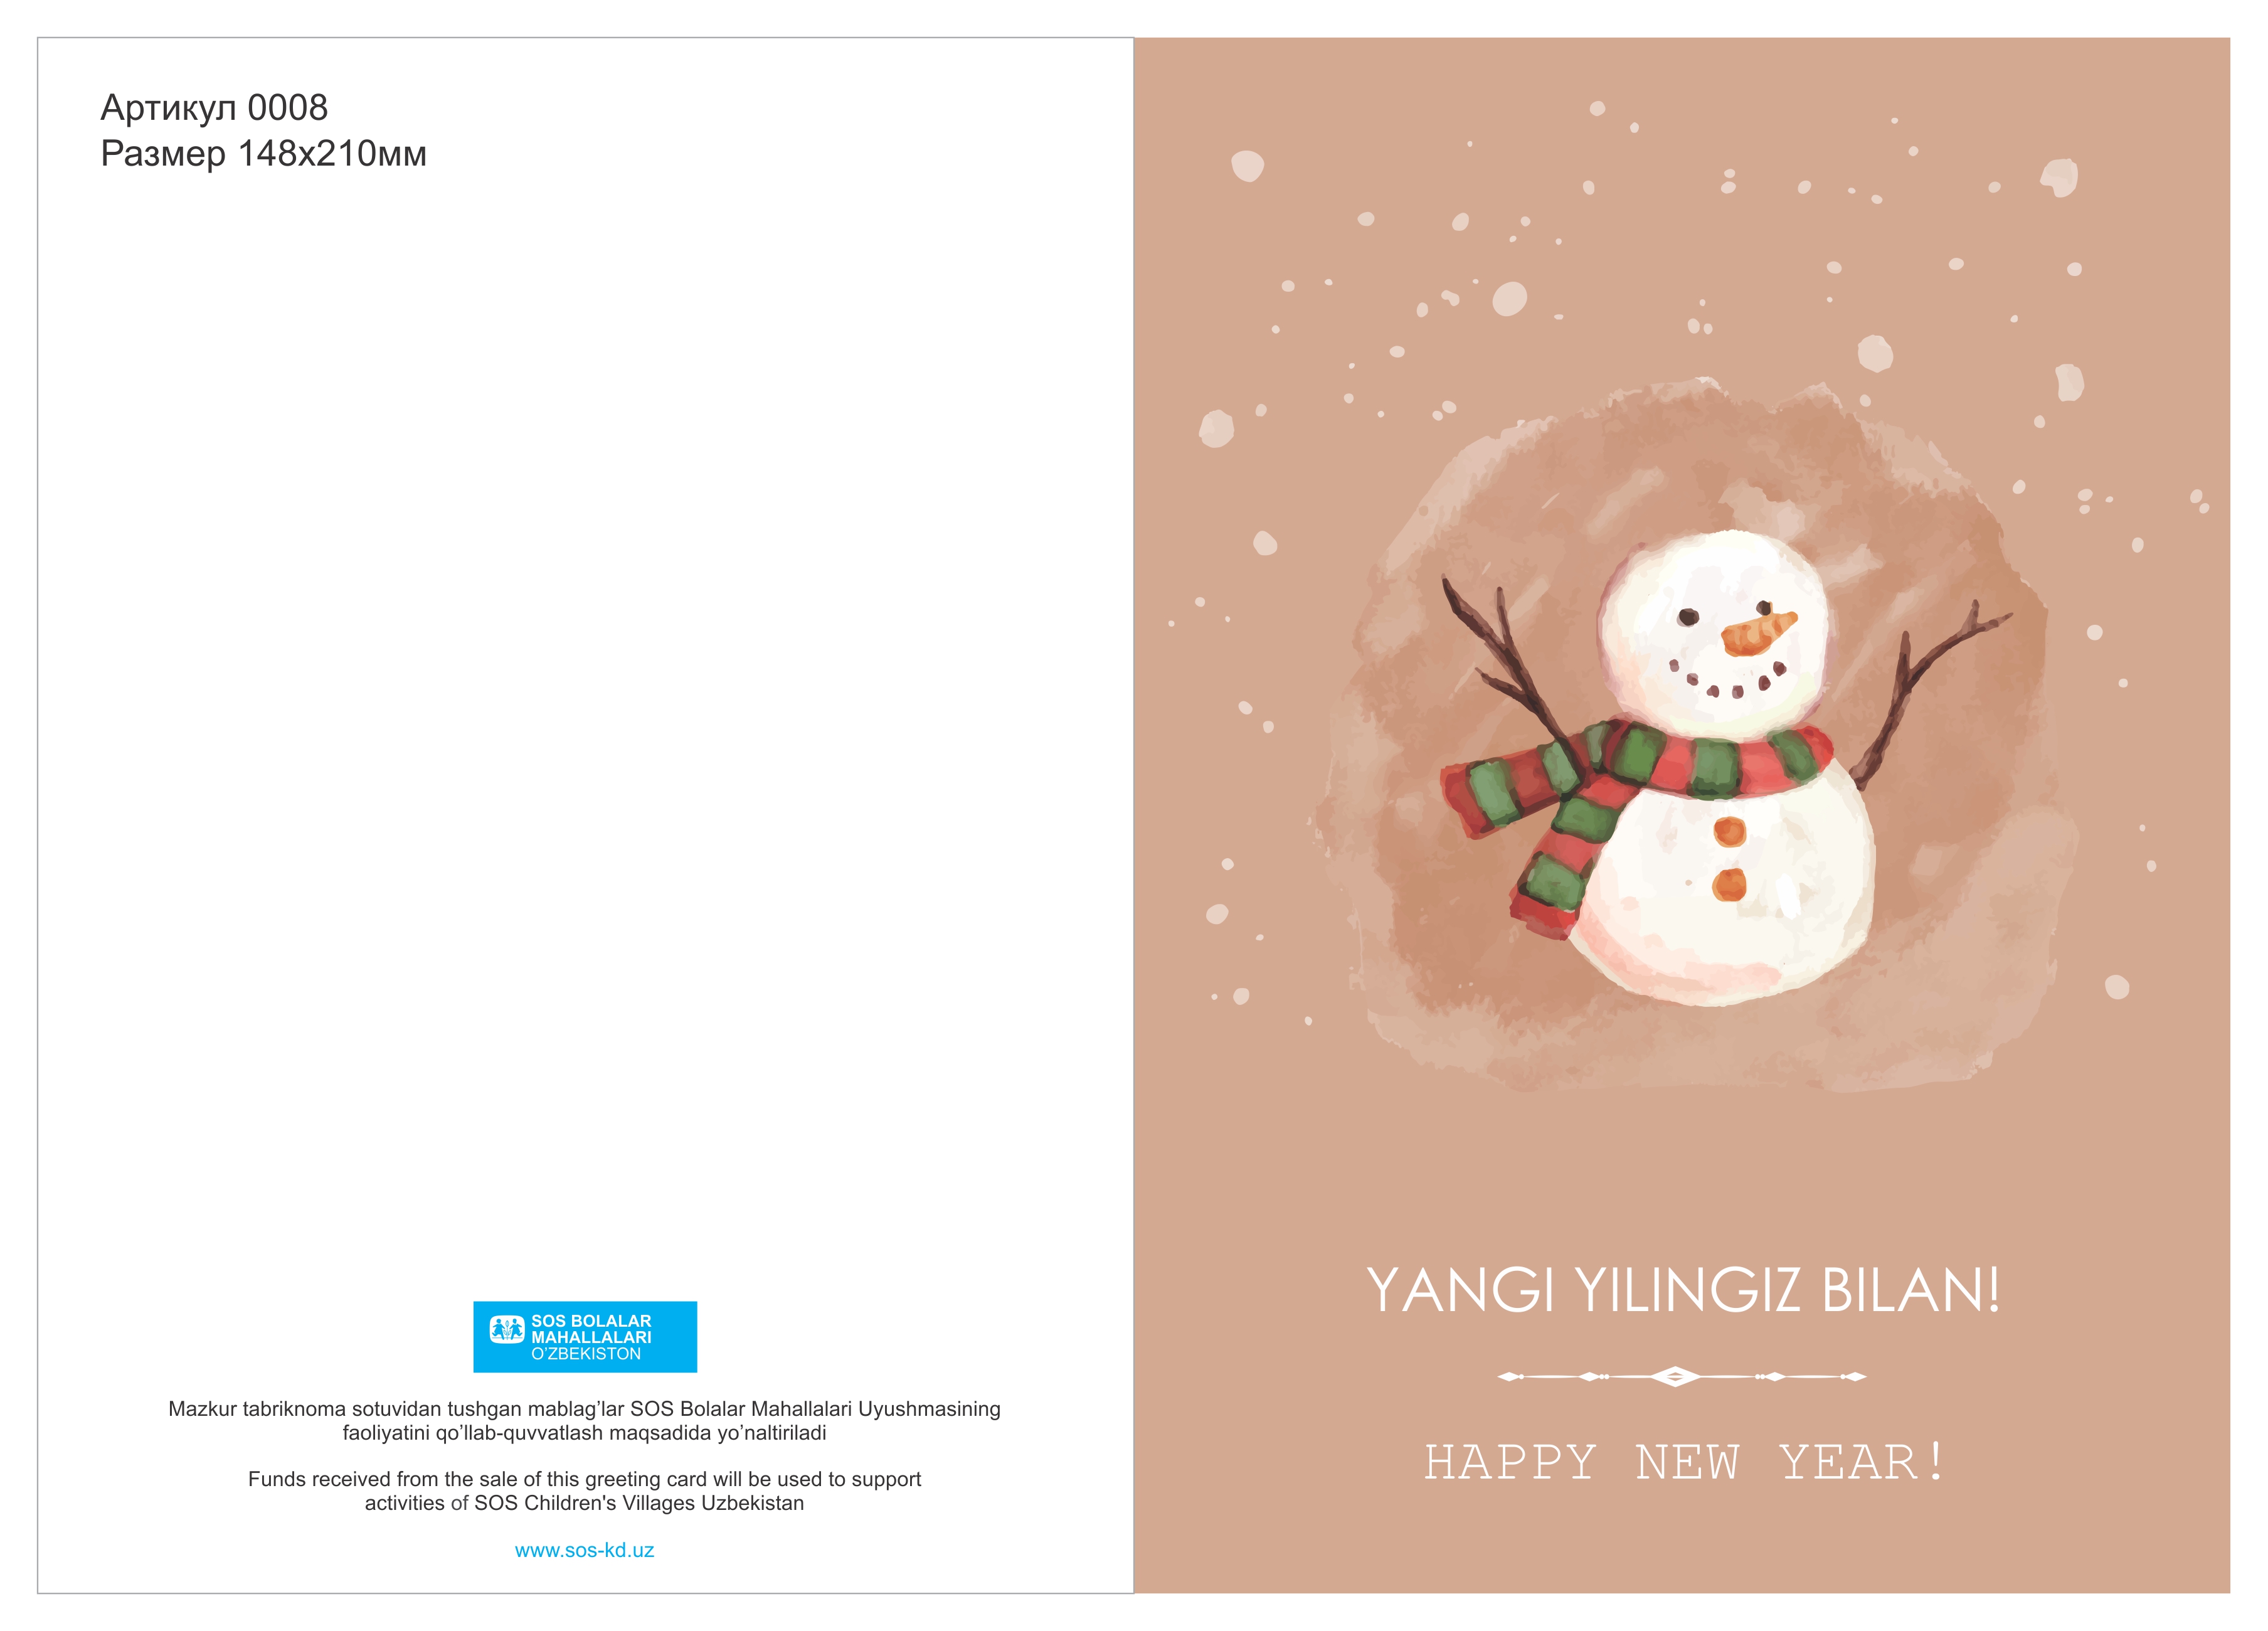 Артикул 0008
Размер 148х210мм
SOS BOLALAR
MAHALLALARI
O'ZBEKISTON
Mazkur tabriknoma sotuvidan tushgan mablag’lar SOS Bolalar Mahallalari Uyushmasining
faoliyatini qo’llab-quvvatlash maqsadida yo’naltiriladi
Funds received from the sale of this greeting card will be used to support
activities of SOS Children's Villages Uzbekistan
www.sos-kd.uz
YANGI YILINGIZ BILAN!
HAPPY NEW YEAR!